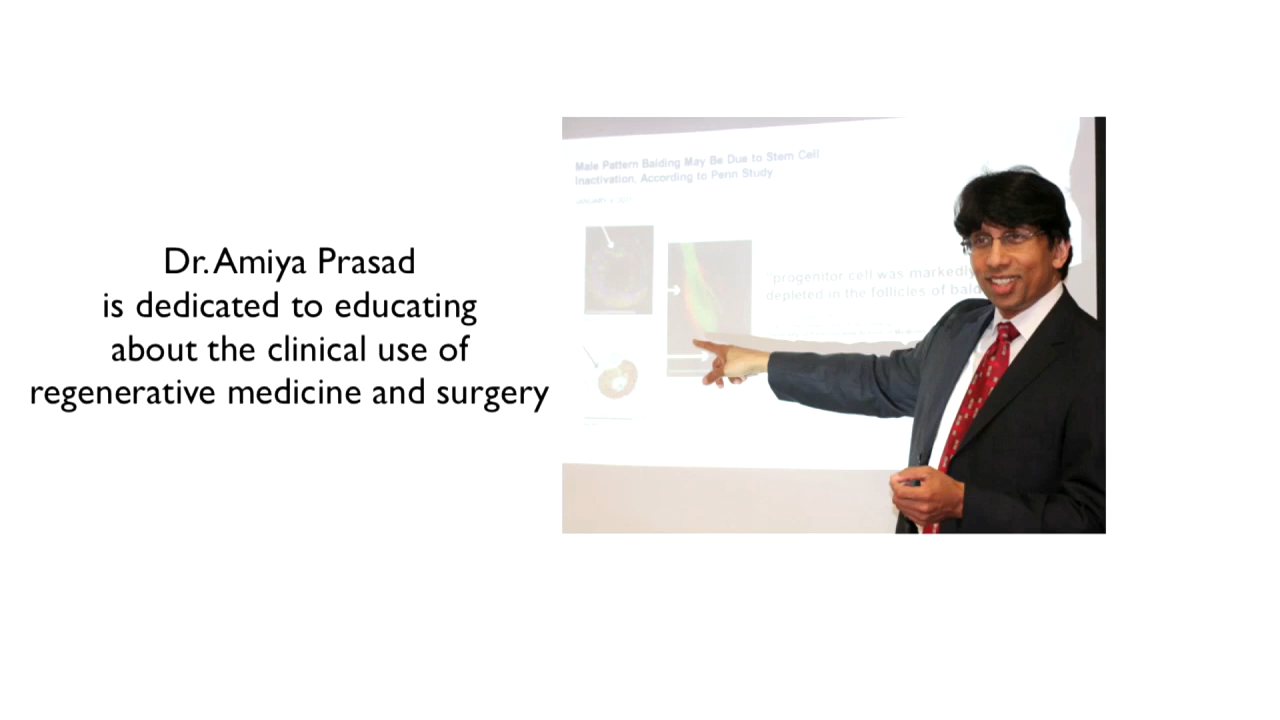 Dr. Amiya Prasad
is dedicated to educating
about the clinical use of
regenerative medicine and surgery
Male Pattern Balding May Be Due to Stem Cell
Inactivation, According to Penn Study
"progenitor cell was markedly
depleted in the follicles of bald